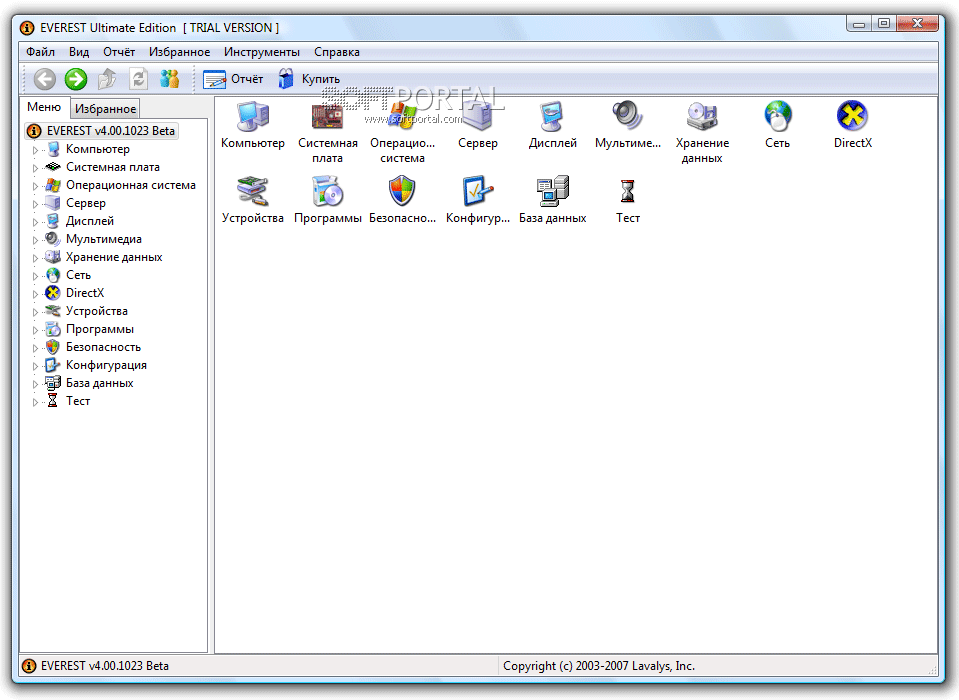 EVEREST Ultimate Edition [ TRIAL VERSION ]
Файл Вид Отчёт Избранное Инструменты Справка
Отчёт Купить
SOFTPORTAL
www.softportal.com
Меню Избранное
EVEREST v4.00.1023 Beta
Компьютер
Системная плата
Операционная система
Сервер
Дисплей
Мультимедиа
Хранение данных
Сеть
DirectX
Устройства
Программы
Безопасность
Конфигурация
База данных
Тест
Компьютер
Системная плата
Операцио... система
Сервер
Дисплей
Мультиме...
Хранение данных
Сеть
DirectX
Устройства
Программы
Безопасно...
Конфигур...
База данных
Тест
EVEREST v4.00.1023 Beta
Copyright (c) 2003-2007 Lavalys, Inc.